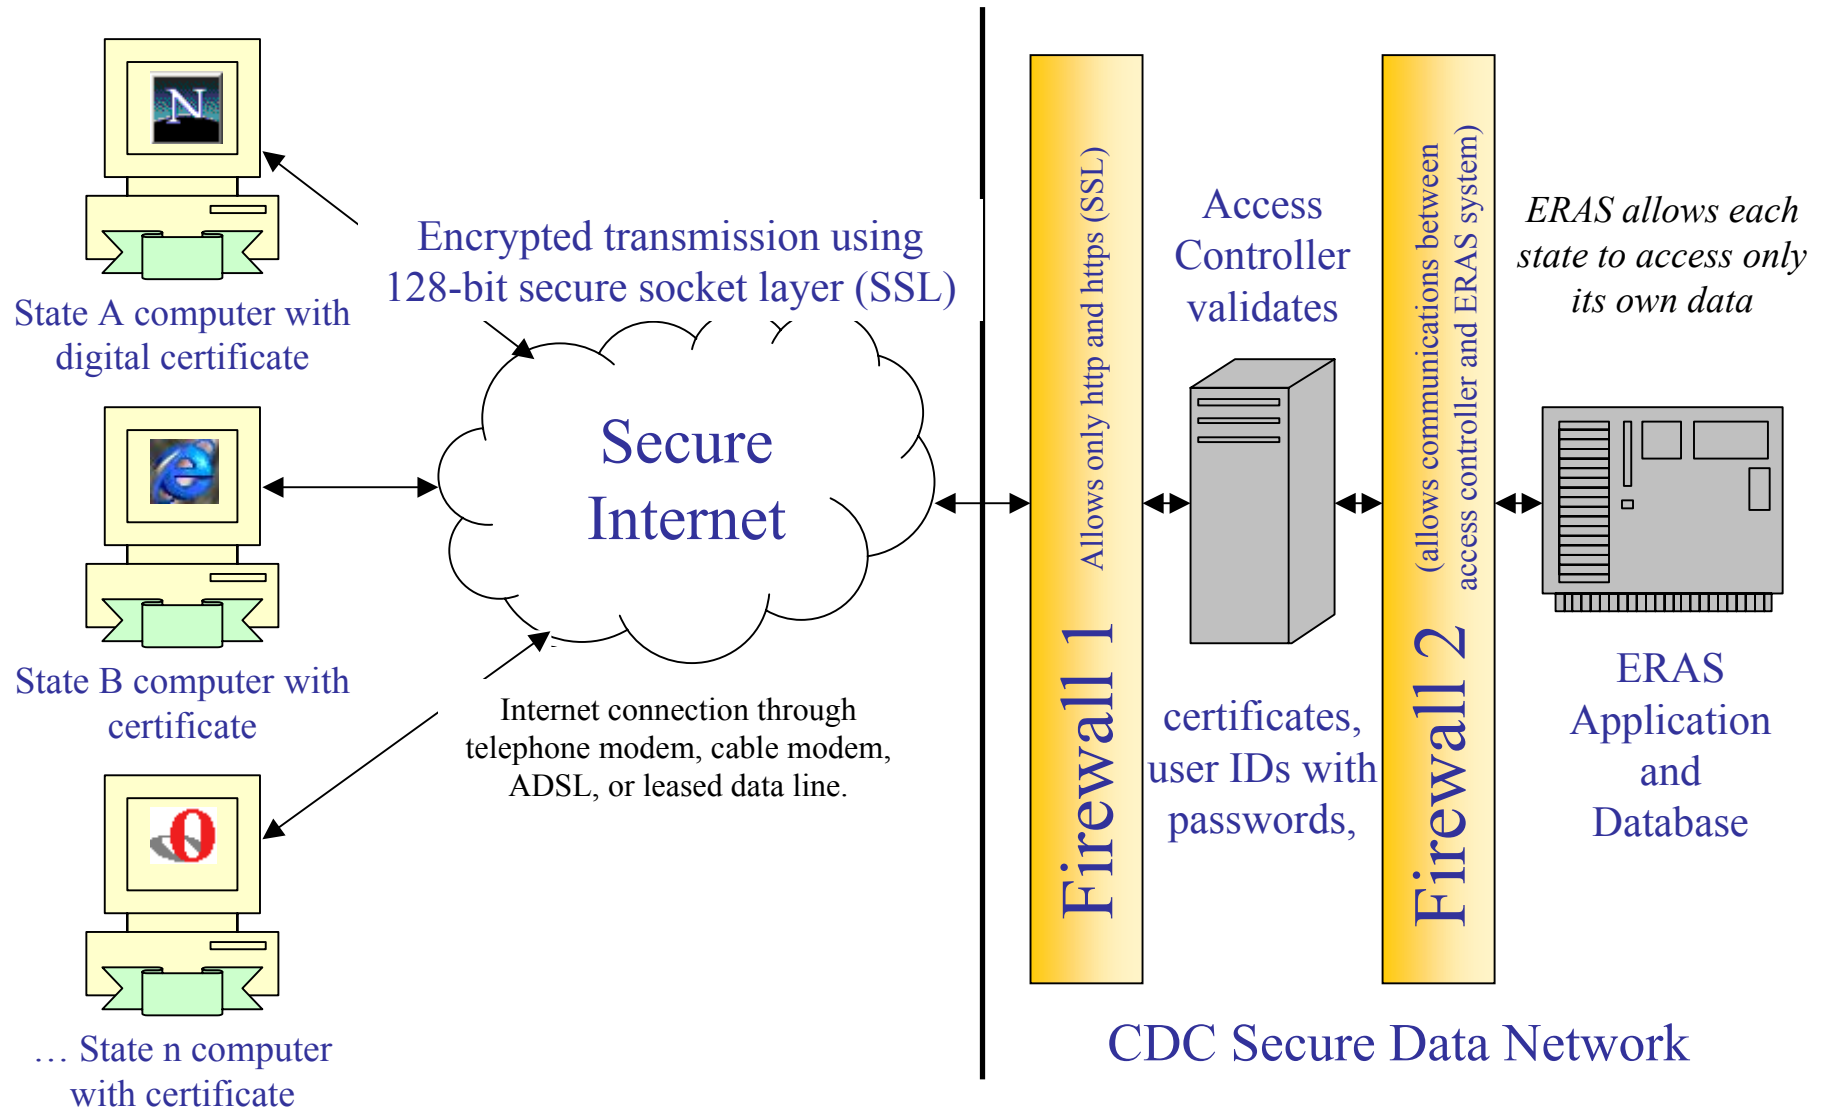 N
State A computer with
digital certificate
State B computer with
certificate
… State n computer
with certificate
Encrypted transmission using
128-bit secure socket layer (SSL)
Secure
Internet
Internet connection through
telephone modem, cable modem,
ADSL, or leased data line.
Firewall 1
Allows only http and https (SSL)
Access
Controller
validates
certificates,
user IDs with
passwords,
Firewall 2
(allows communications between
access controller and ERAS system)
ERAS allows each
state to access only
its own data
ERAS
Application
and
Database
CDC Secure Data Network